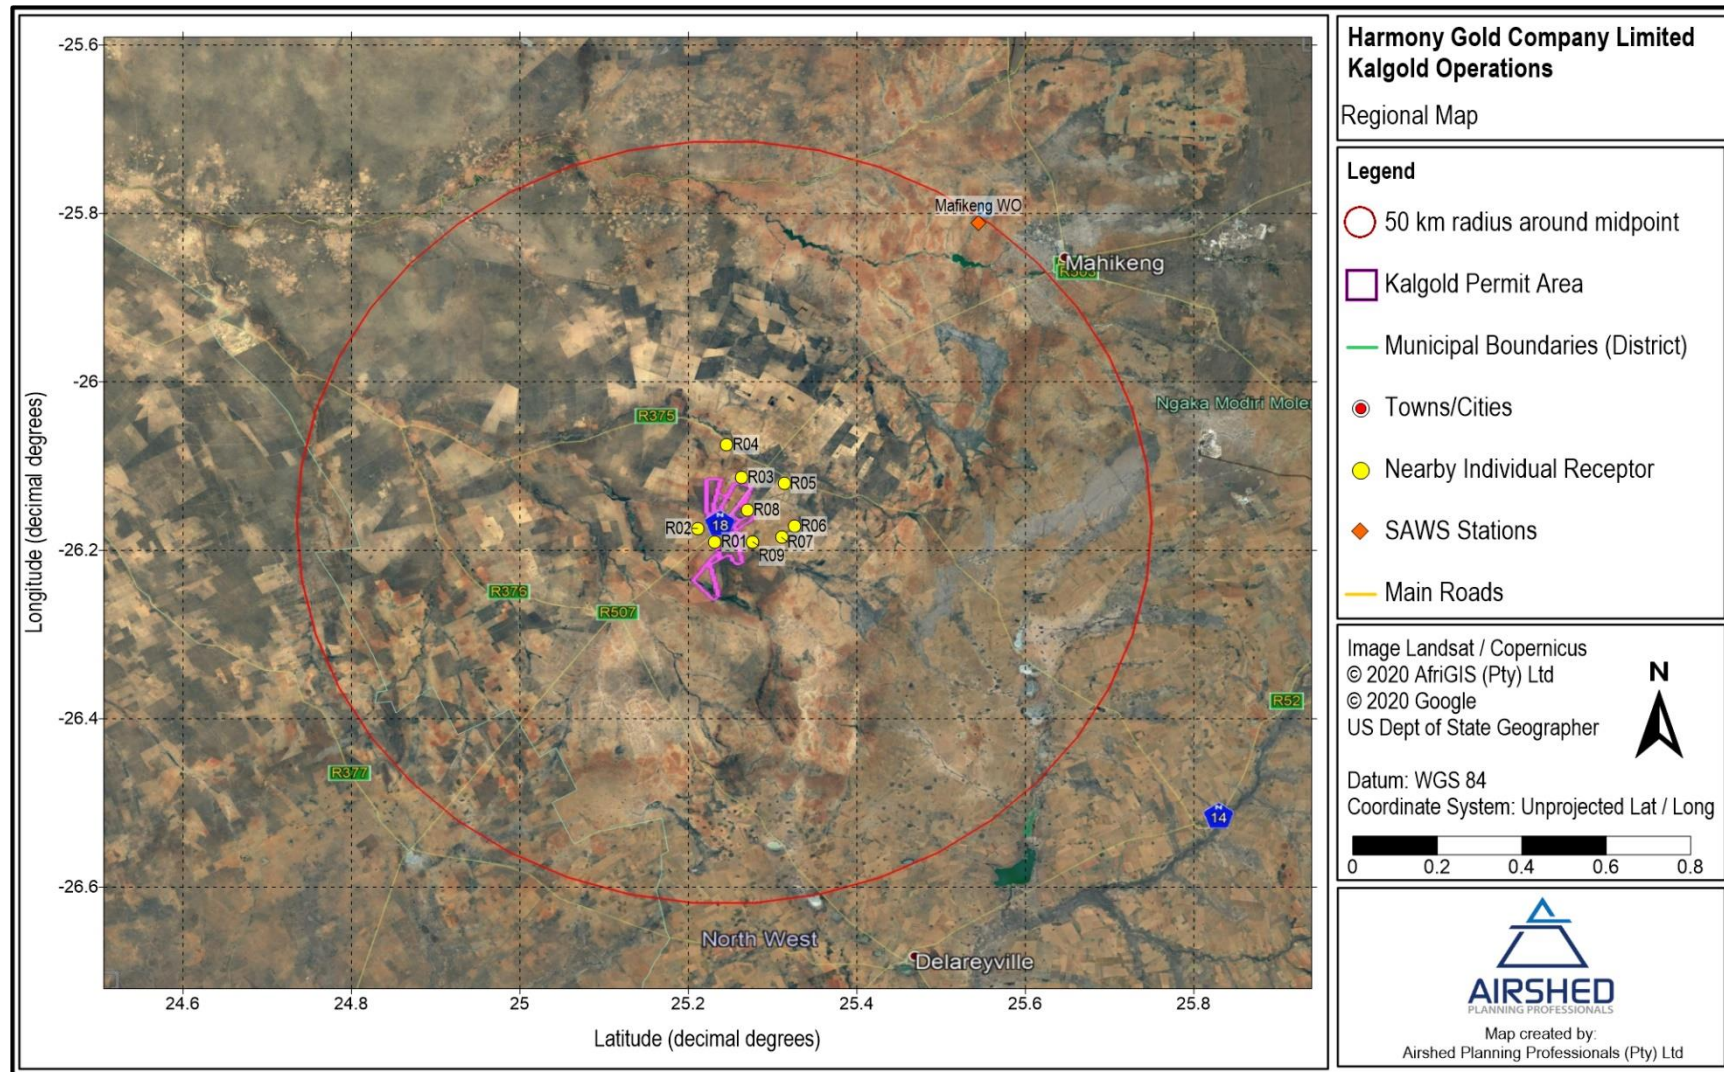 Harmony Gold Company Limited
Kalgold Operations
Regional Map
Legend
50 km radius around midpoint
Kalgold Permit Area
Municipal Boundaries (District)
Towns/Cities
Nearby Individual Receptor
SAWS Stations
Main Roads
Image Landsat / Copernicus
© 2020 AfriGIS (Pty) Ltd
© 2020 Google
US Dept of State Geographer
N
Datum: WGS 84
Coordinate System: Unprojected Lat / Long
0 0.2 0.4 0.6 0.8
AIRSHED
PLANNING PROFESSIONALS
Map created by:
Airshed Planning Professionals (Pty) Ltd
Longitude (decimal degrees)
-25.6
-25.8
-26
-26.2
-26.4
-26.6
Mafikeng WO
Mahikeng
Ngaka Modiri
R375
R04
R03
R05
R08
R02
18
R06
R01
R07
R09
R375
R507
R52
R377
14
North West
Delareyville
24.6 24.8 25 25.2 25.4 25.6 25.8
Latitude (decimal degrees)